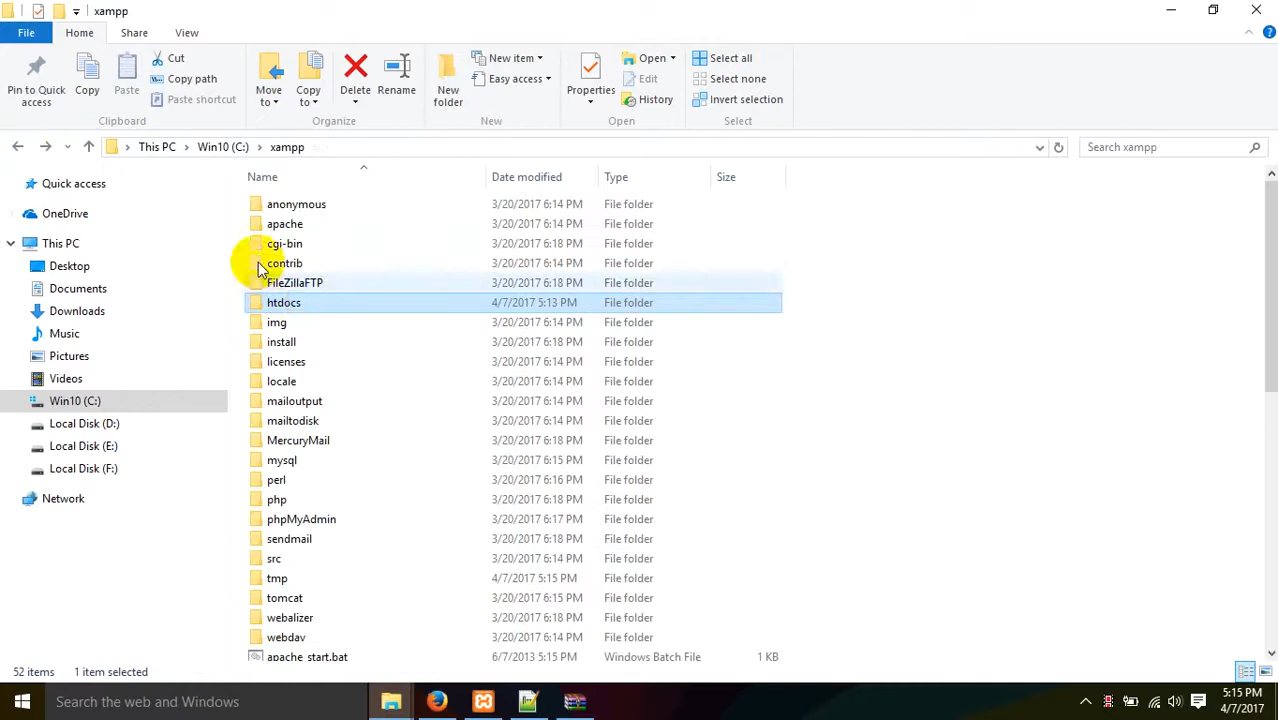 xampp
File Home Share View
Pin to Quick access
Copy
Paste
Cut
Copy path
Paste shortcut
Clipboard
Move to
Copy to
Delete
Rename
Organize
New folder
New item
Easy access
New
Properties
Open
Edit
History
Open
Select all
Select none
Invert selection
Select
This PC Win10 (C:) xampp
Search xampp
Quick access
OneDrive
This PC
Desktop
Documents
Downloads
Music
Pictures
Videos
Win10 (C:)
Local Disk (D:)
Local Disk (E:)
Local Disk (F:)
Network
Name Date modified Type Size
anonymous 3/20/2017 6:14 PM File folder
apache 3/20/2017 6:14 PM File folder
cgi-bin 3/20/2017 6:18 PM File folder
contrib 3/20/2017 6:14 PM File folder
FileZillaFTP 3/20/2017 6:18 PM File folder
htdocs 4/7/2017 5:13 PM File folder
img 3/20/2017 6:14 PM File folder
install 3/20/2017 6:18 PM File folder
licenses 3/20/2017 6:14 PM File folder
locale 3/20/2017 6:14 PM File folder
mailoutput 3/20/2017 6:14 PM File folder
mailtodisk 3/20/2017 6:14 PM File folder
MercuryMail 3/20/2017 6:18 PM File folder
mysql 3/20/2017 6:15 PM File folder
perl 3/20/2017 6:16 PM File folder
php 3/20/2017 6:18 PM File folder
phpMyAdmin 3/20/2017 6:17 PM File folder
sendmail 3/20/2017 6:18 PM File folder
src 3/20/2017 6:14 PM File folder
tmp 4/7/2017 5:15 PM File folder
tomcat 3/20/2017 6:15 PM File folder
webalizer 3/20/2017 6:18 PM File folder
webdav 3/20/2017 6:14 PM File folder
apache_start.bat 6/7/2013 5:15 PM Windows Batch File 1 KB
52 items 1 item selected
Search the web and Windows
5:15 PM
4/7/2017